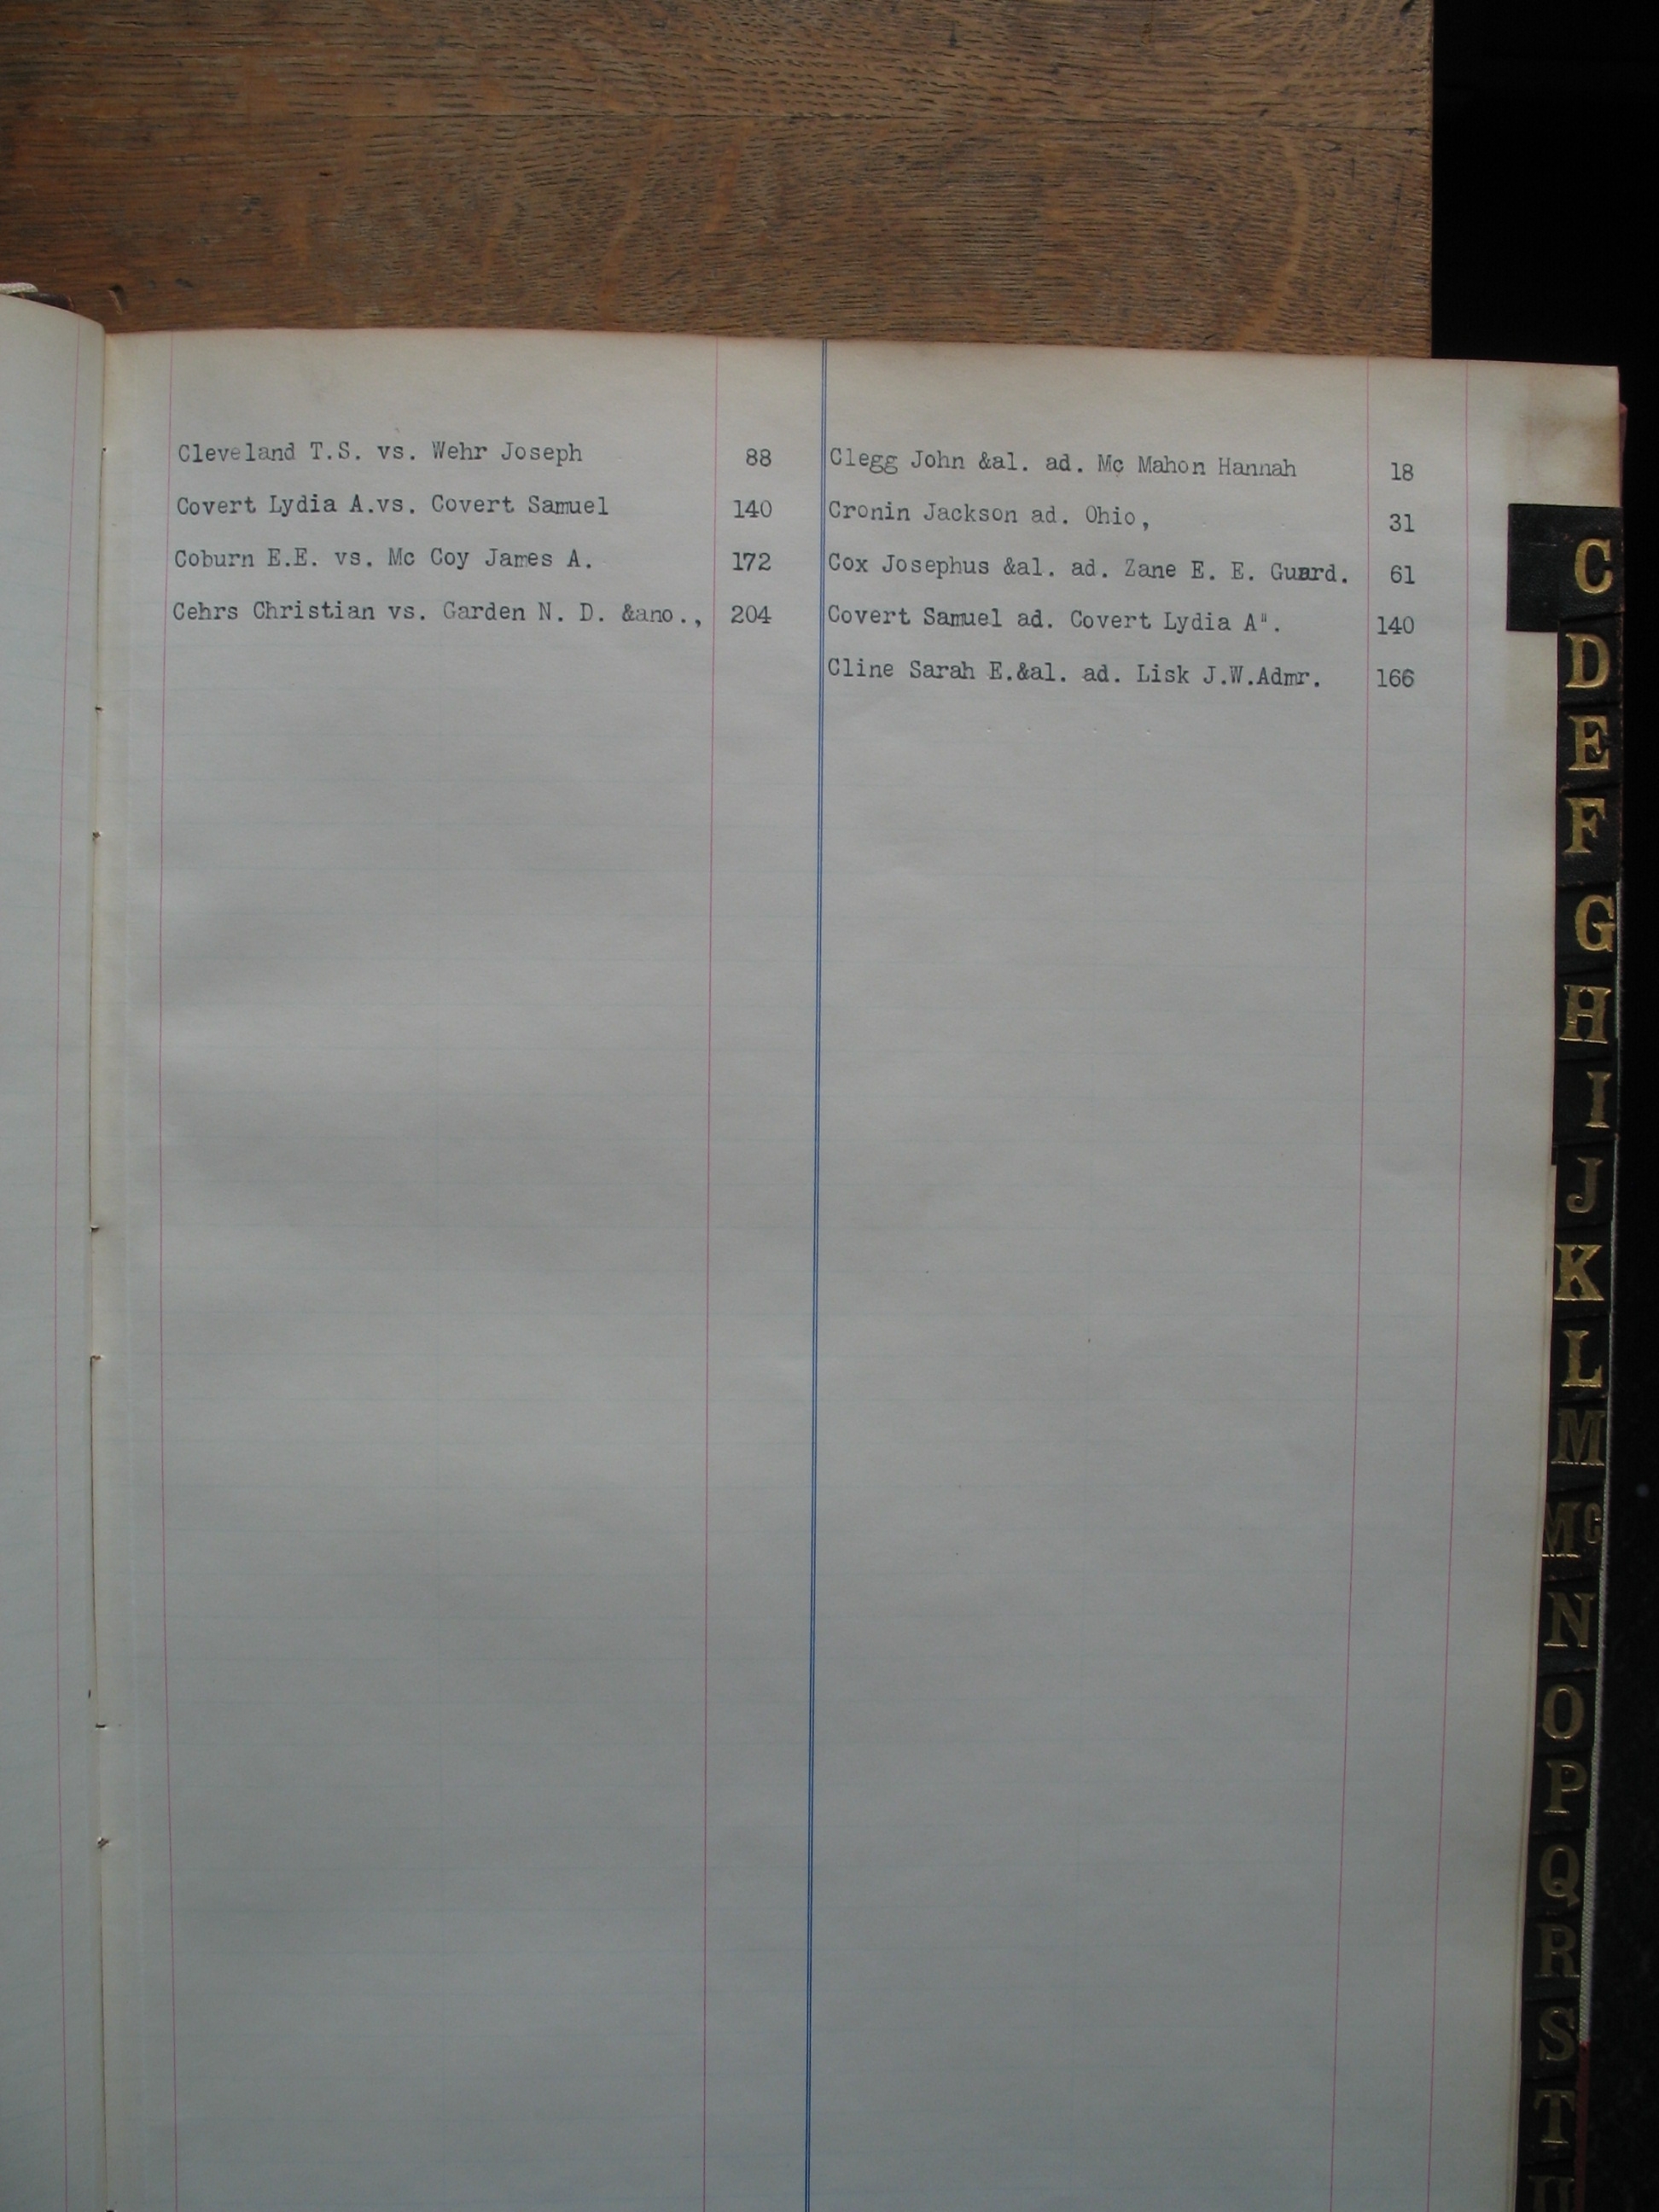 Cleveland T.S. vs. Wehr Joseph 88
Covert Lydia A.vs. Covert Samuel 140
Coburn E.E. vs. Mc Coy James A. 172
Cehrs Christian vs. Garden N. D. &ano., 204
Clegg John &al. ad. Mc Mahon Hannah 18
Cronin Jackson ad. Ohio, 31
Cox Josephus &al. ad. Zane E. E. Guard. 61
Covert Samuel ad. Covert Lydia A". 140
Cline Sarah E.&al. ad. Lisk J.W.Admr. 166
C
D
E
F
G
H
I
J
K
L
M
Mc
N
O
P
Q
R
S
T
U